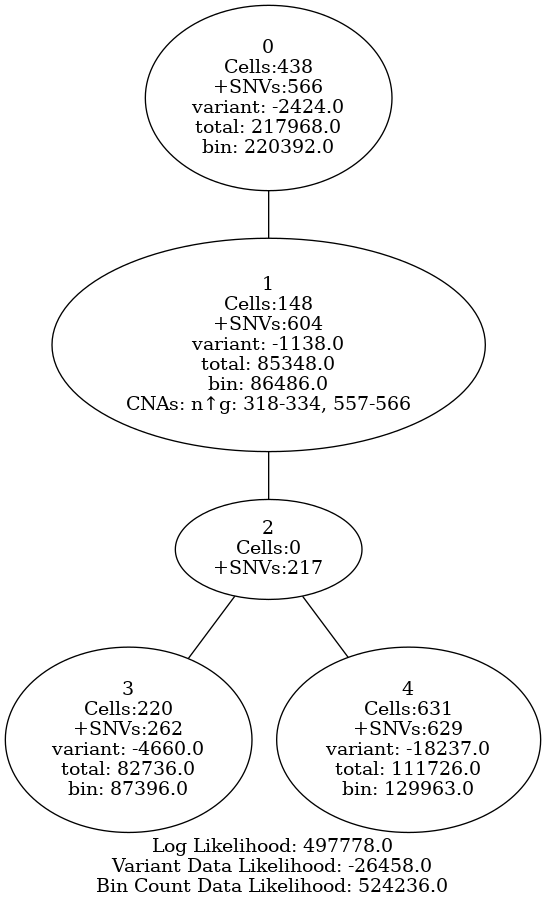 0
Cells:438
+SNVs:566
variant: -2424.0
total: 217968.0
bin: 220392.0
1
Cells:148
+SNVs:604
variant: -1138.0
total: 85348.0
bin: 86486.0
CNAs: n↑g: 318-334, 557-566
2
Cells:0
+SNVs:217
3
Cells:220
+SNVs:262
variant: -4660.0
total: 82736.0
bin: 87396.0
4
Cells:631
+SNVs:629
variant: -18237.0
total: 111726.0
bin: 129963.0
Log Likelihood: 497778.0
Variant Data Likelihood: -26458.0
Bin Count Data Likelihood: 524236.0